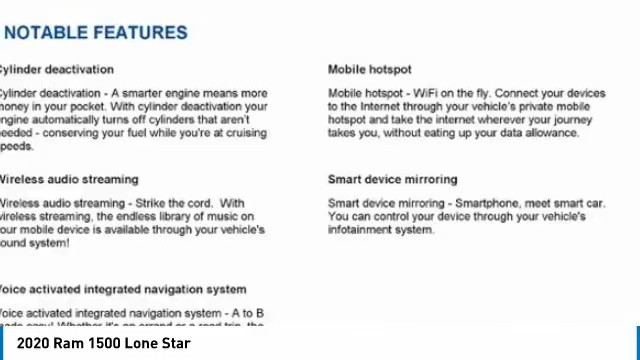 NOTABLE FEATURES
Cylinder deactivation
Cylinder deactivation - A smarter engine means more
money in your pocket. With cylinder deactivation your
engine automatically turns off cylinders that aren't
needed - conserving your fuel while you're at cruising
speeds.
Wireless audio streaming
Wireless audio streaming - Strike the cord. With
wireless streaming, the endless library of music on
your mobile device is available through your vehicle's
sound system!
Voice activated integrated navigation system
Voice activated integrated navigation system - A to B
made easy! Whether it's an errand or a road trip, the
Mobile hotspot
Mobile hotspot - WiFi on the fly. Connect your devices
to the Internet through your vehicle's private mobile
hotspot and take the internet wherever your journey
takes you, without eating up your data allowance.
Smart device mirroring
Smart device mirroring - Smartphone, meet smart car.
You can control your device through your vehicle's
infotainment system.
2020 Ram 1500 Lone Star